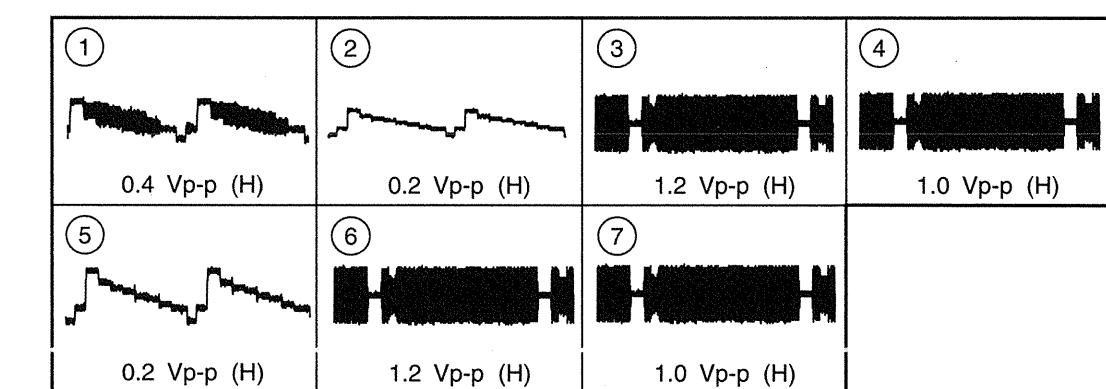 ① ② ③ ④
0.4 Vp-p (H) 0.2 Vp-p (H) 1.2 Vp-p (H) 1.0 Vp-p (H)
⑤ ⑥ ⑦
0.2 Vp-p (H) 1.2 Vp-p (H) 1.0 Vp-p (H)